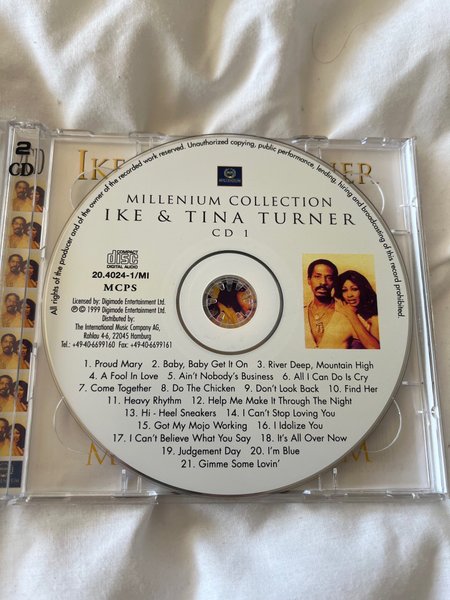 2
CD
IKE
NER
All rights of the producer and of the owner of the recorded work reserved. Unauthorized copying, public performance, lending, hiring and broadcasting of this record prohibited.
MILLENIUM
MILLENIUM COLLECTION
IKE & TINA TURNER
CD 1
COMPACT
disc
DIGITAL AUDIO
20.4024-1/MI
MCPS
Licensed by: Digimode Entertainment Ltd.
℗ © 1999 Digimode Entertainment Ltd.
Distributed by:
The International Music Company AG,
Rahlau 4-6, 22045 Hamburg
Tel.: +49-40-6699160 Fax: +49-40-6699161
1. Proud Mary 2. Baby, Baby Get It On 3. River Deep, Mountain High
4. A Fool In Love 5. Ain't Nobody's Business 6. All I Can Do Is Cry
7. Come Together 8. Do The Chicken 9. Don't Look Back 10. Find Her
11. Heavy Rhythm 12. Help Me Make It Through The Night
13. Hi - Heel Sneakers 14. I Can't Stop Loving You
15. Got My Mojo Working 16. I Idolize You
17. I Can't Believe What You Say 18. It's All Over Now
19. Judgement Day 20. I'm Blue
21. Gimme Some Lovin'
M
M